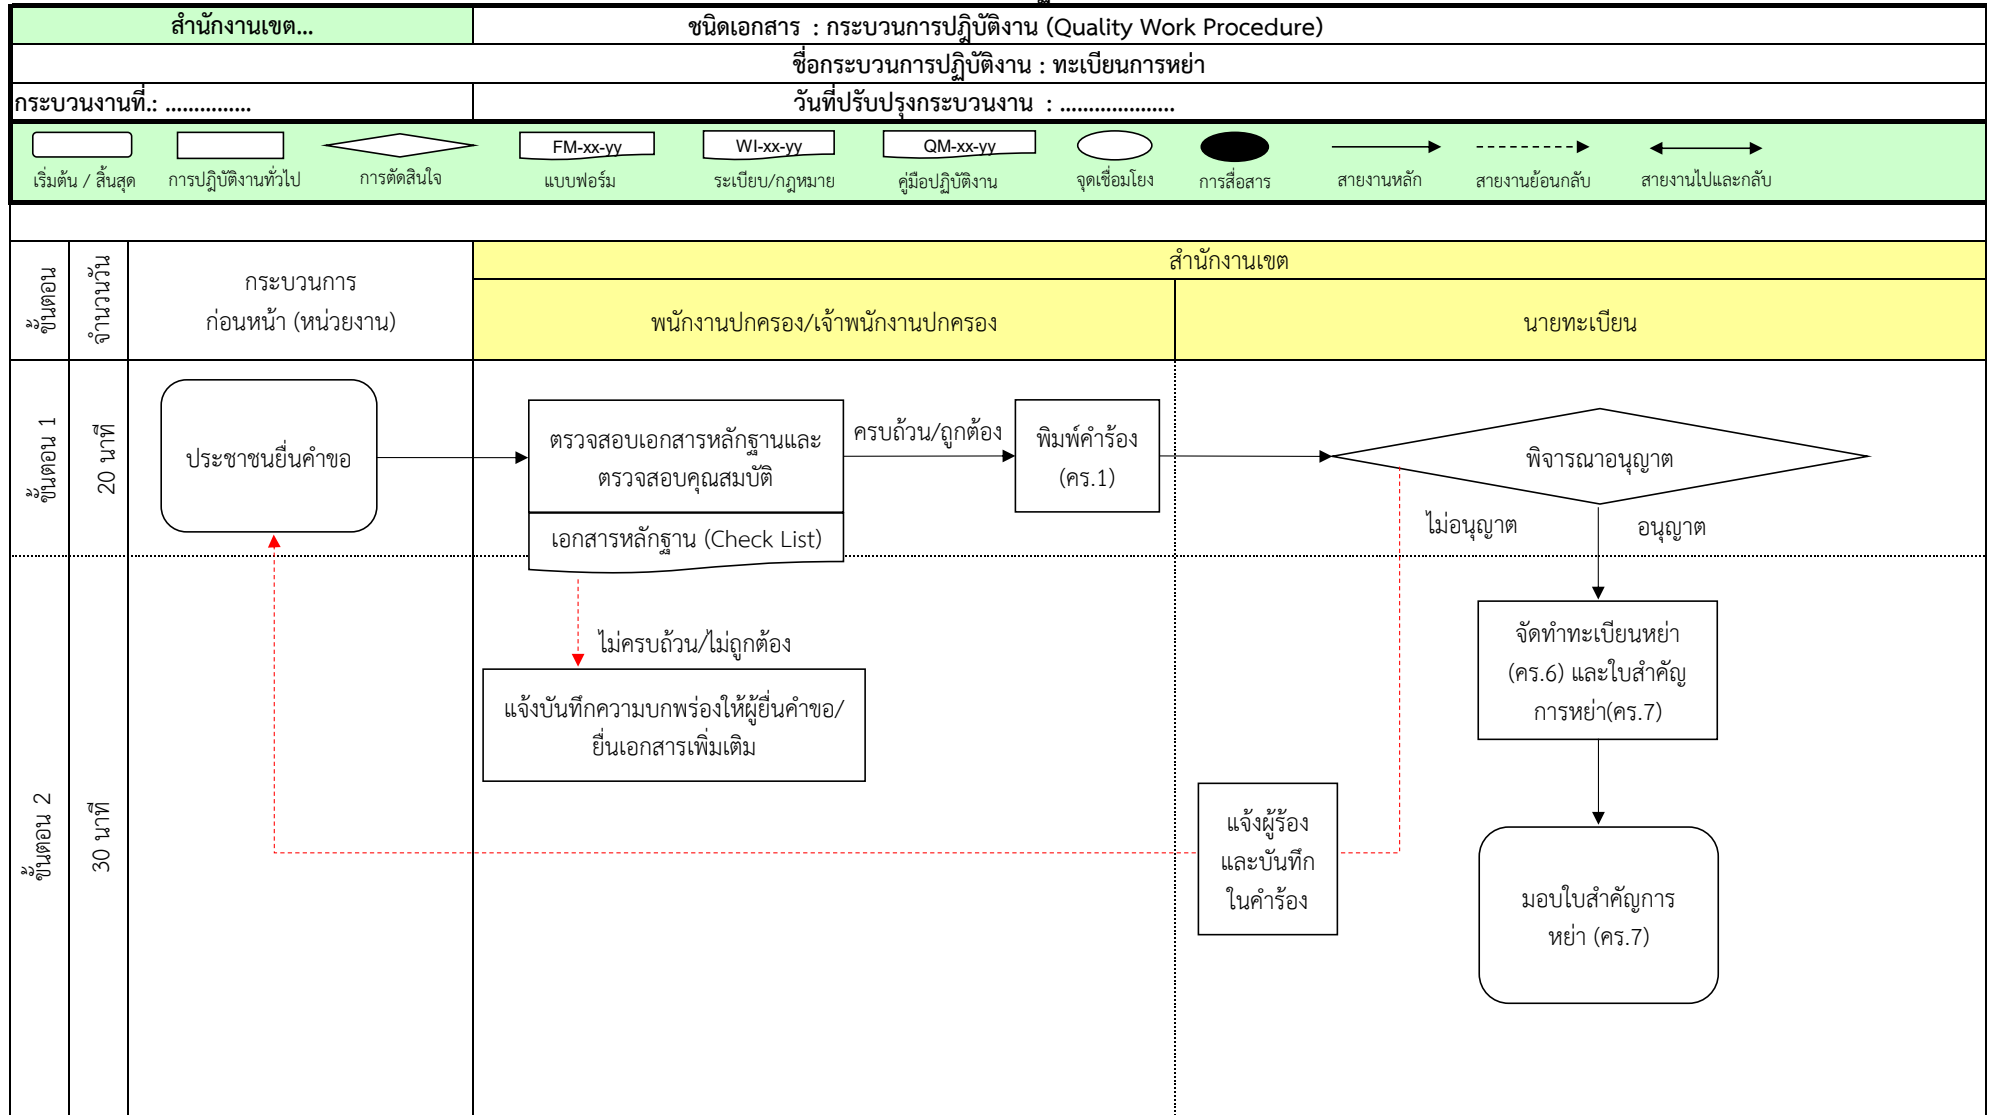 สำนักงานเขต...
ชนิดเอกสาร : กระบวนการปฎิบัติงาน (Quality Work Procedure)
ชื่อกระบวนการปฏิบัติงาน : ทะเบียนการหย่า
กระบวนงานที่.: ...............
วันที่ปรับปรุงกระบวนงาน : ....................
FM-xx-yy
WI-xx-yy
QM-xx-yy
เริ่มต้น / สิ้นสุด
การปฎิบัติงานทั่วไป
การตัดสินใจ
แบบฟอร์ม
ระเบียบ/กฎหมาย
คู่มือปฏิบัติงาน
จุดเชื่อมโยง
การสื่อสาร
สายงานหลัก
สายงานย้อนกลับ
สายงานไปและกลับ
ขั้นตอน
จำนวนวัน
กระบวนการ
ก่อนหน้า (หน่วยงาน)
สำนักงานเขต
พนักงานปกครอง/เจ้าพนักงานปกครอง
นายทะเบียน
ขั้นตอน 1
20 นาที
ประชาชนยื่นคำขอ
ตรวจสอบเอกสารหลักฐานและ
ตรวจสอบคุณสมบัติ
เอกสารหลักฐาน (Check List)
ครบถ้วน/ถูกต้อง
พิมพ์คำร้อง
(คร.1)
พิจารณาอนุญาต
ไม่อนุญาต
อนุญาต
ขั้นตอน 2
30 นาที
ไม่ครบถ้วน/ไม่ถูกต้อง
แจ้งบันทึกความบกพร่องให้ผู้ยื่นคำขอ/
ยื่นเอกสารเพิ่มเติม
จัดทำทะเบียนหย่า
(คร.6) และใบสำคัญ
การหย่า(คร.7)
แจ้งผู้ร้อง
และบันทึก
ในคำร้อง
มอบใบสำคัญการ
หย่า (คร.7)